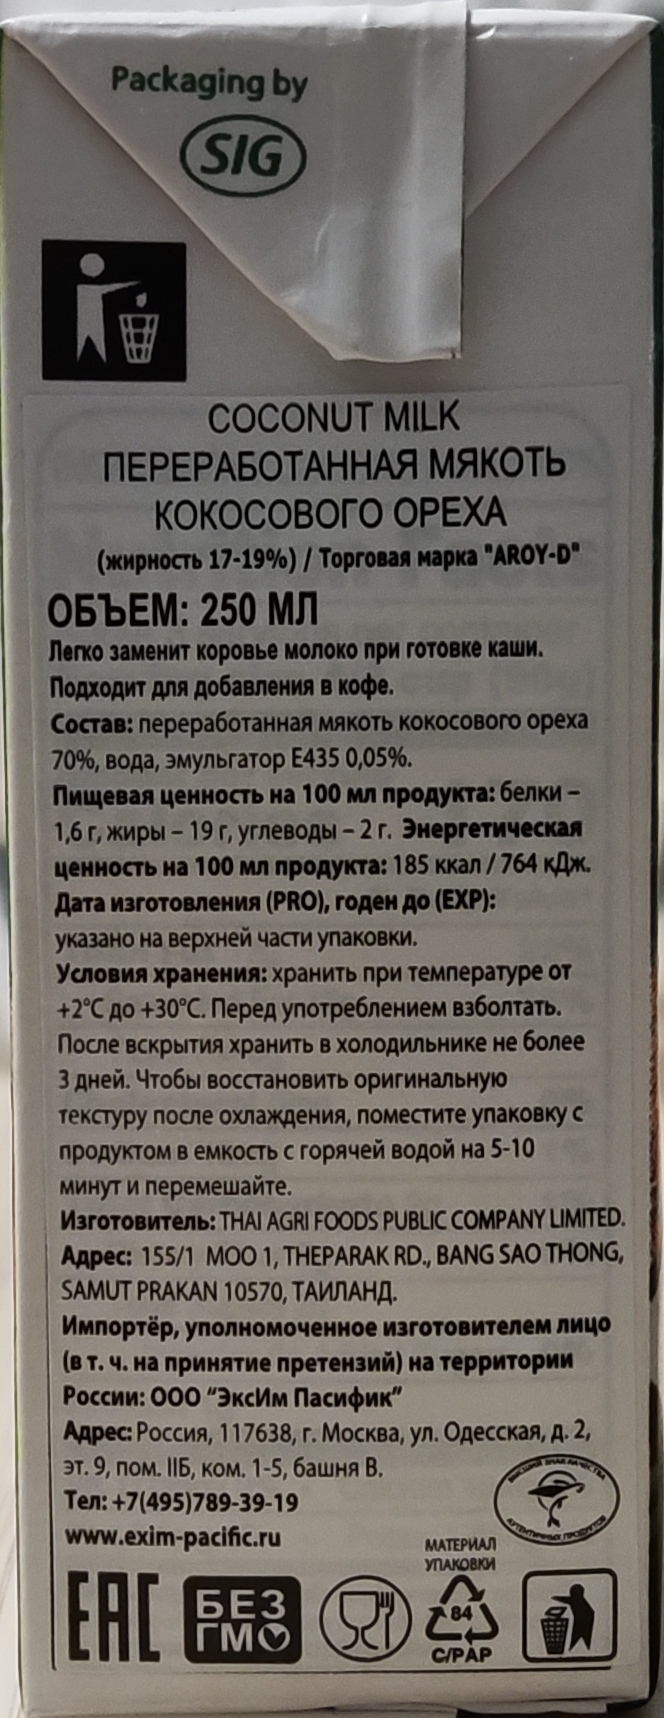 Packaging by
SIG
COCONUT MILK
ПЕРЕРАБОТАННАЯ МЯКОТЬ
КОКОСОВОГО ОРЕХА
(жирность 17-19%) / Торговая марка "AROY-D"
ОБЪЕМ: 250 МЛ
Легко заменит коровье молоко при готовке каши.
Подходит для добавления в кофе.
Состав: переработанная мякоть кокосового ореха
70%, вода, эмульгатор Е435 0,05%.
Пищевая ценность на 100 мл продукта: белки –
1,6 г, жиры – 19 г, углеводы – 2 г. Энергетическая
ценность на 100 мл продукта: 185 ккал / 764 кДж.
Дата изготовления (PRO), годен до (EXP):
указано на верхней части упаковки.
Условия хранения: хранить при температуре от
+2°С до +30°С. Перед употреблением взболтать.
После вскрытия хранить в холодильнике не более
3 дней. Чтобы восстановить оригинальную
текстуру после охлаждения, поместите упаковку с
продуктом в емкость с горячей водой на 5-10
минут и перемешайте.
Изготовитель: THAI AGRI FOODS PUBLIC COMPANY LIMITED.
Адрес: 155/1 MOO 1, THEPARAK RD., BANG SAO THONG,
SAMUT PRAKAN 10570, ТАИЛАНД.
Импортёр, уполномоченное изготовителем лицо
(в т. ч. на принятие претензий) на территории
России: ООО “ЭксИм Пасифик”
Адрес: Россия, 117638, г. Москва, ул. Одесская, д. 2,
эт. 9, пом. IIБ, ком. 1-5, башня В.
Тел: +7(495)789-39-19
www.exim-pacific.ru
ВЫСШИЙ ЗНАК КАЧЕСТВА
АУТЕНТИЧНЫХ ПРОДУКТОВ
МАТЕРИАЛ
УПАКОВКИ
EAC
БЕЗ
ГМО
84
C/PAP